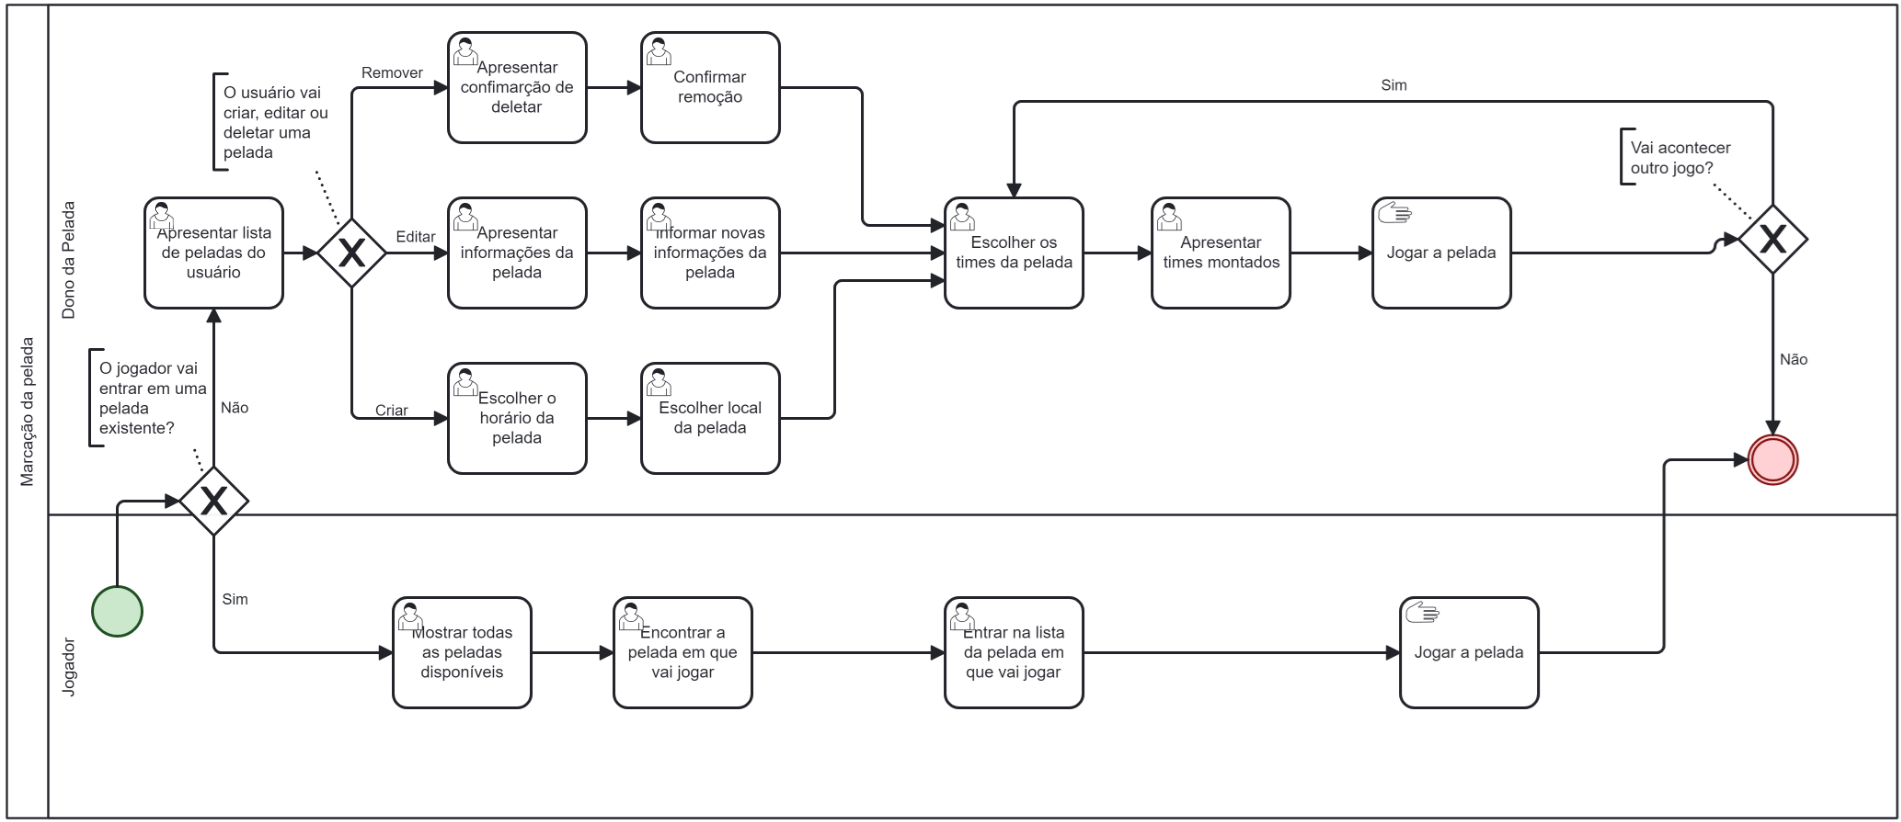 Marcação da pelada
Dono da Pelada
O usuário vai
criar, editar ou
deletar uma
pelada
Remover
Apresentar
confimarção de
deletar
Confirmar
remoção
Sim
Vai acontecer
outro jogo?
Apresentar lista
de peladas do
usuário
Editar
Apresentar
informações da
pelada
Informar novas
informações da
pelada
Escolher os
times da pelada
Apresentar
times montados
Jogar a pelada
X
X
Não
O jogador vai
entrar em uma
pelada
existente?
Não
Criar
Escolher o
horário da
pelada
Escolher local
da pelada
X
Jogador
Sim
Mostrar todas
as peladas
disponíveis
Encontrar a
pelada em que
vai jogar
Entrar na lista
da pelada em
que vai jogar
Jogar a pelada